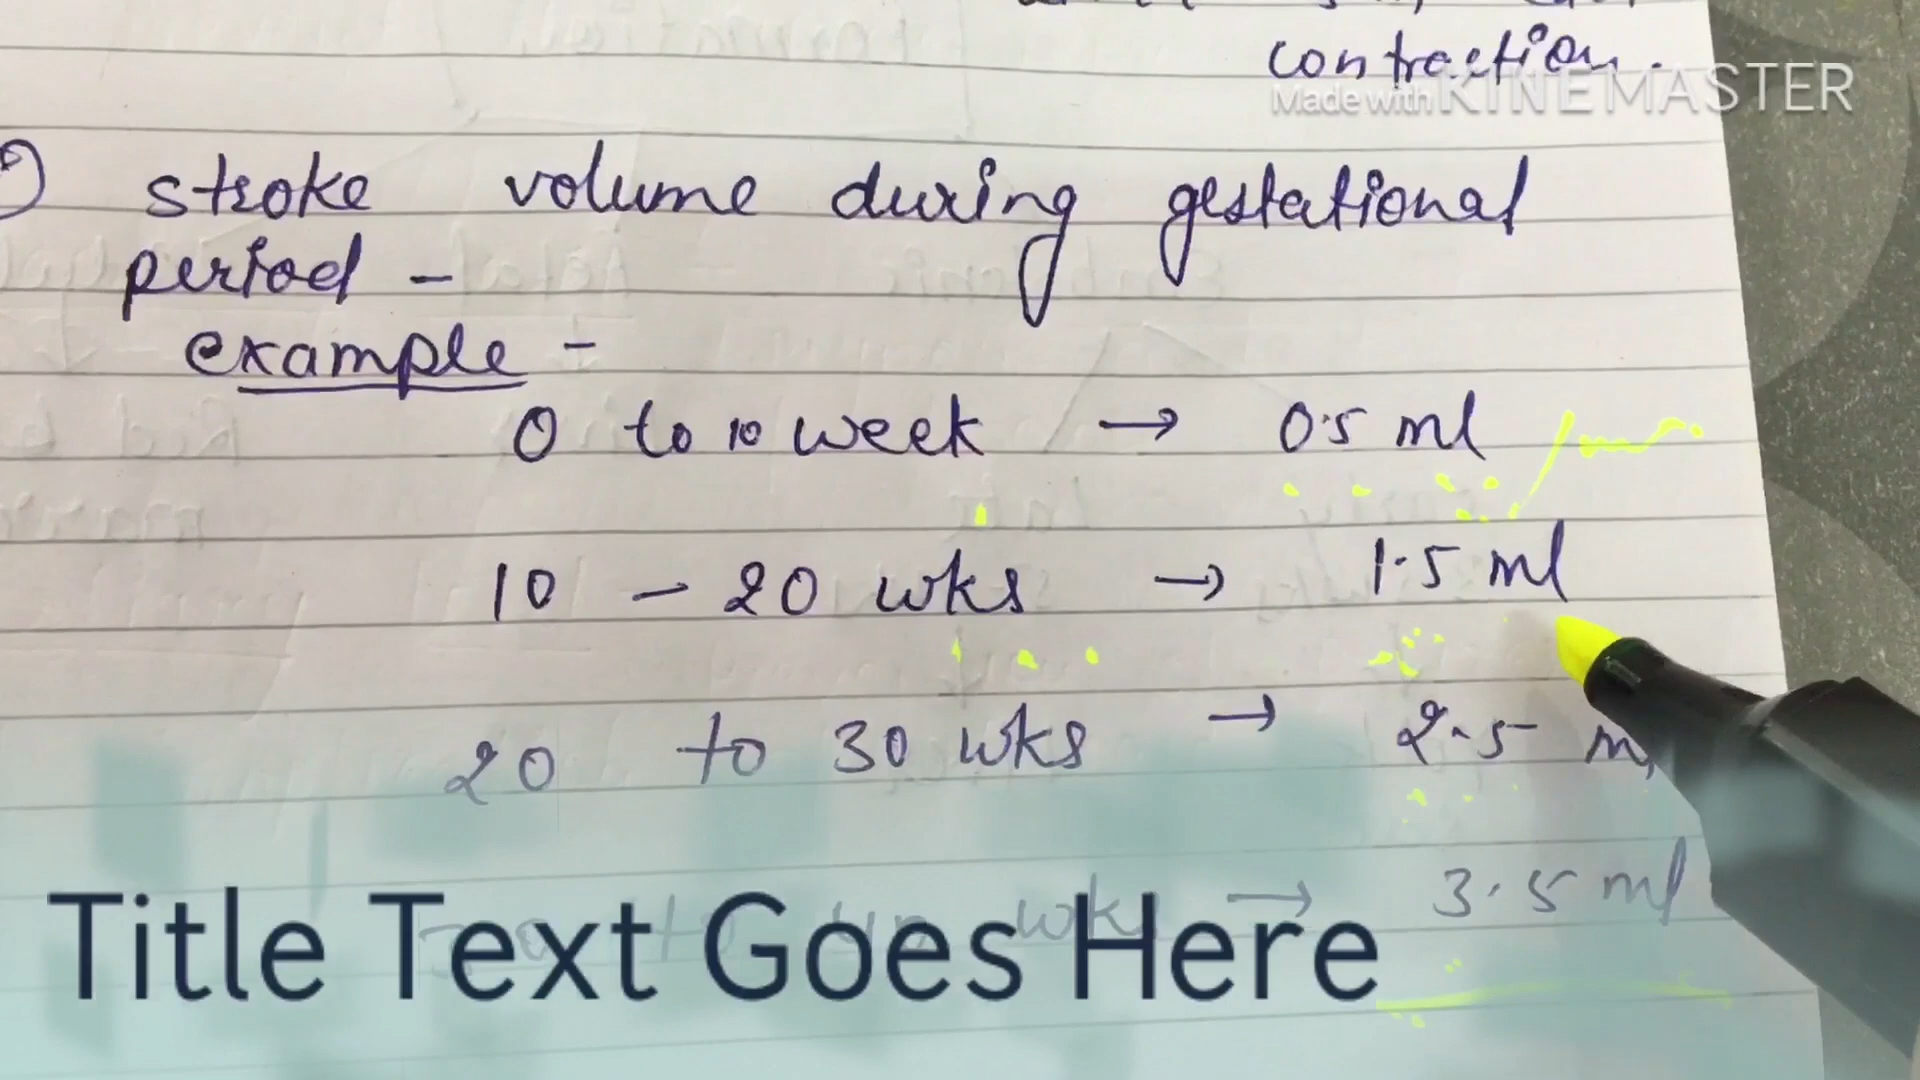 contraction.
Made with KINEMASTER
stroke volume during gestational
period -
example -
0 to 10 week → 0.5 ml
10 - 20 wks → 1.5 ml
20 to 30 wks → 2.5 m
wks → 3.5 ml
Title Text Goes Here